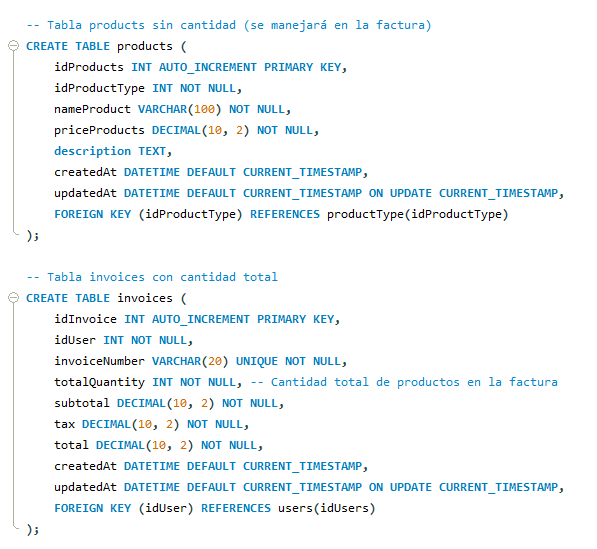 -- Tabla products sin cantidad (se manejará en la factura)
CREATE TABLE products (
    idProducts INT AUTO_INCREMENT PRIMARY KEY,
    idProductType INT NOT NULL,
    nameProduct VARCHAR(100) NOT NULL,
    priceProducts DECIMAL(10, 2) NOT NULL,
    description TEXT,
    createdAt DATETIME DEFAULT CURRENT_TIMESTAMP,
    updatedAt DATETIME DEFAULT CURRENT_TIMESTAMP ON UPDATE CURRENT_TIMESTAMP,
    FOREIGN KEY (idProductType) REFERENCES productType(idProductType)
);
-- Tabla invoices con cantidad total
CREATE TABLE invoices (
    idInvoice INT AUTO_INCREMENT PRIMARY KEY,
    idUser INT NOT NULL,
    invoiceNumber VARCHAR(20) UNIQUE NOT NULL,
    totalQuantity INT NOT NULL, -- Cantidad total de productos en la factura
    subtotal DECIMAL(10, 2) NOT NULL,
    tax DECIMAL(10, 2) NOT NULL,
    total DECIMAL(10, 2) NOT NULL,
    createdAt DATETIME DEFAULT CURRENT_TIMESTAMP,
    updatedAt DATETIME DEFAULT CURRENT_TIMESTAMP ON UPDATE CURRENT_TIMESTAMP,
    FOREIGN KEY (idUser) REFERENCES users(idUsers)
);